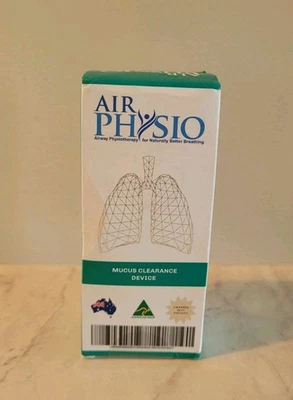 AIR
PHYSIO
Airway Physiotherapy for Naturally Better Breathing
MUCUS CLEARANCE
DEVICE